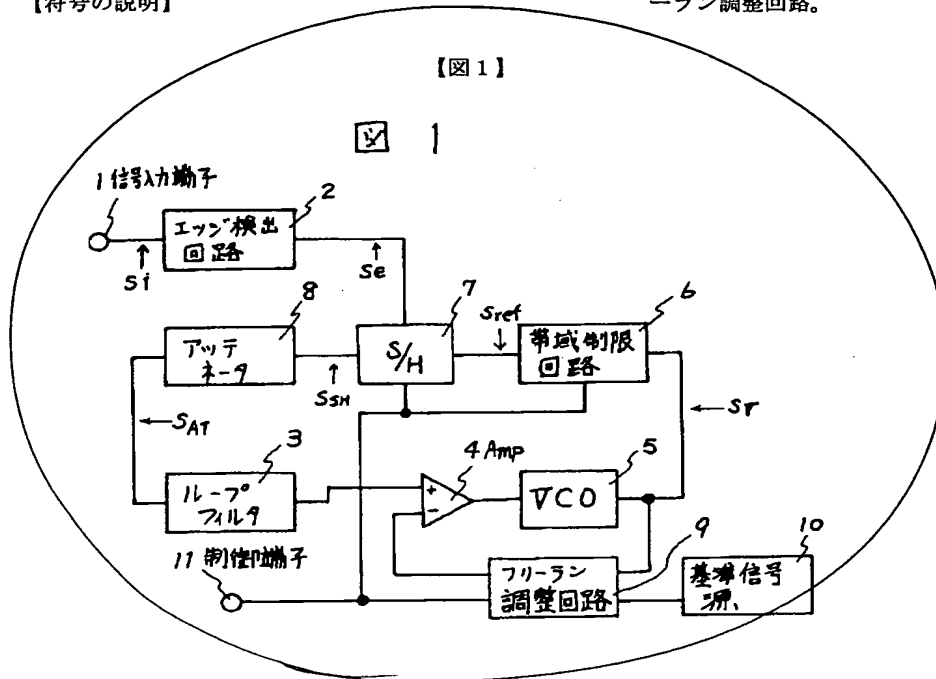 【符号の説明】
ーラン調整回路。
【図1】
図 1
1 信号入力端子
2
エッジ検出
回路
Si
Se
8
アッテ
ネータ
7
S/H
SSH
Sref
6
帯域制限
回路
SAT
Sr
3
ループ
フィルタ
4 Amp
+
-
5
VCO
11 制御端子
9
フリーラン
調整回路
10
基準信号
源